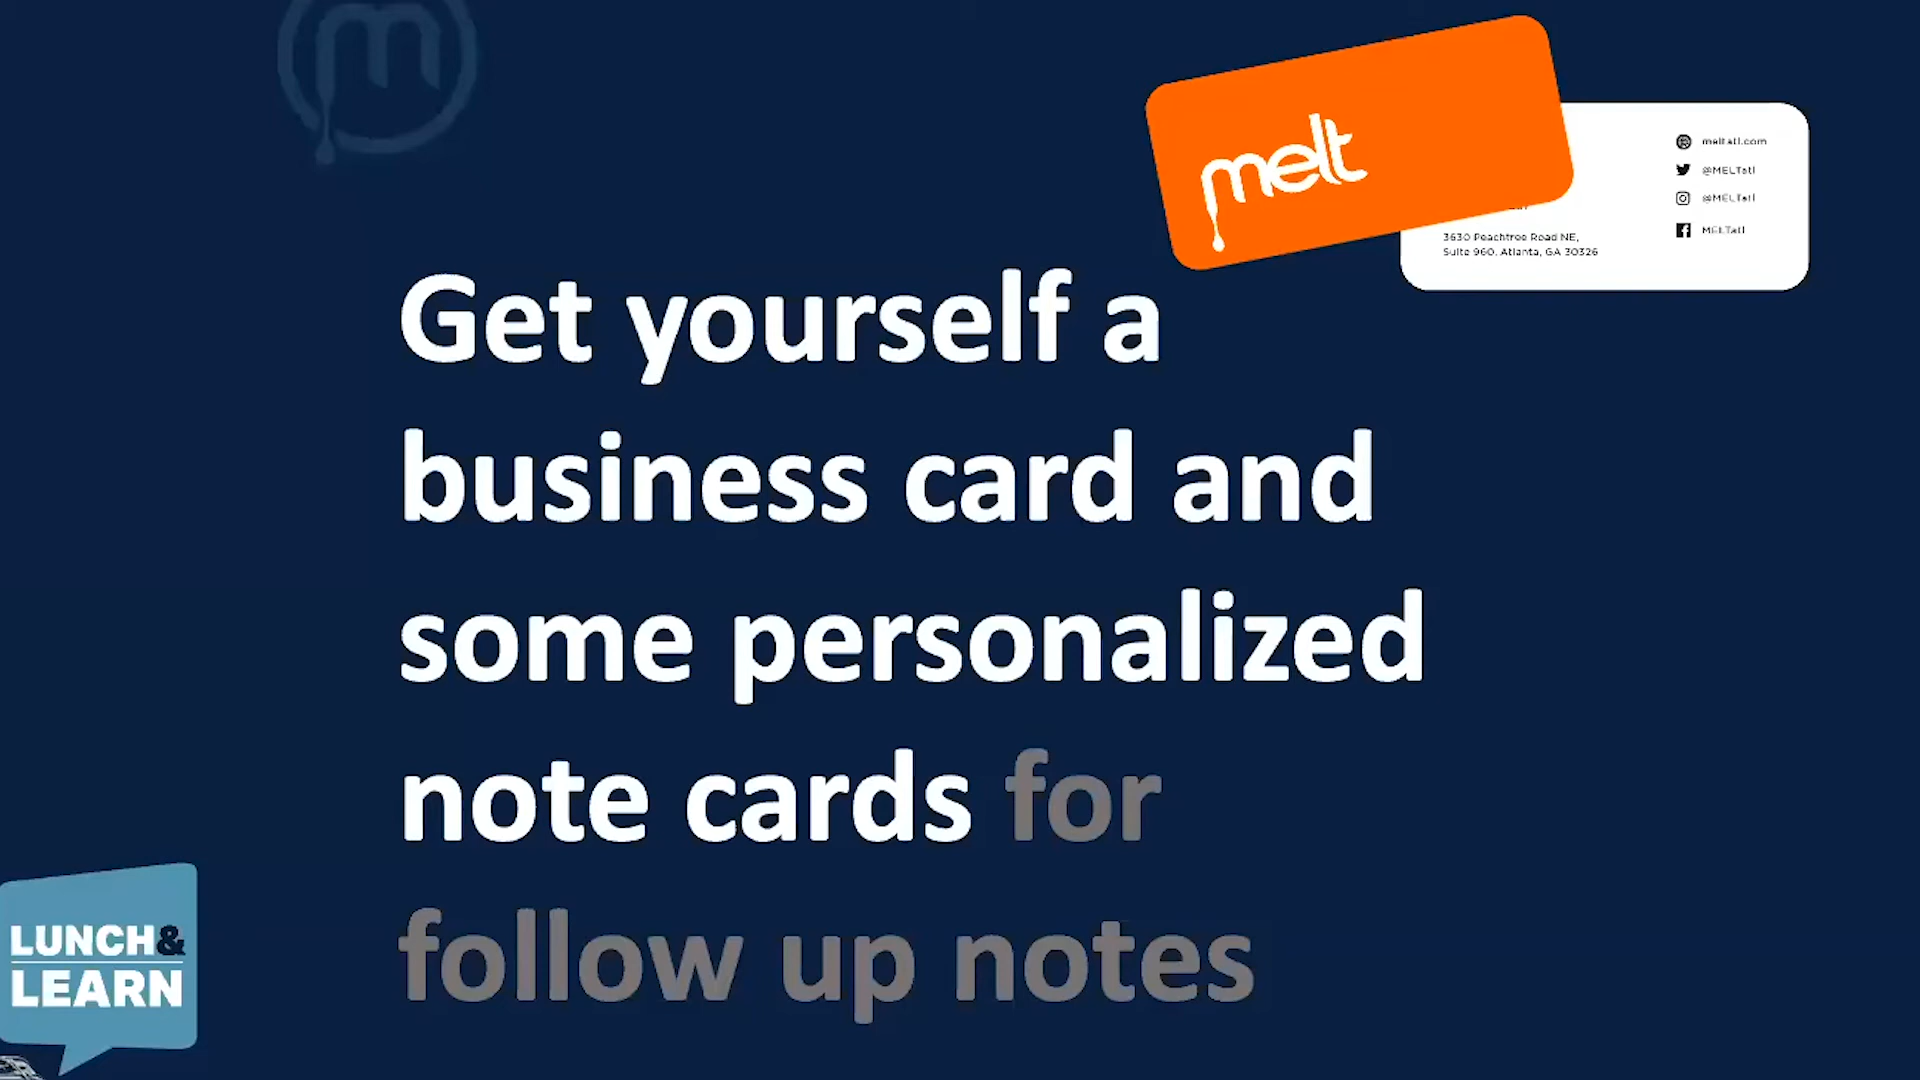 m
melt
meltatl.com
@MELTatl
@MELTatl
MELTatl
3630 Peachtree Road NE,
Suite 960, Atlanta, GA 30326
Get yourself a
business card and
some personalized
note cards for
follow up notes
LUNCH&
LEARN